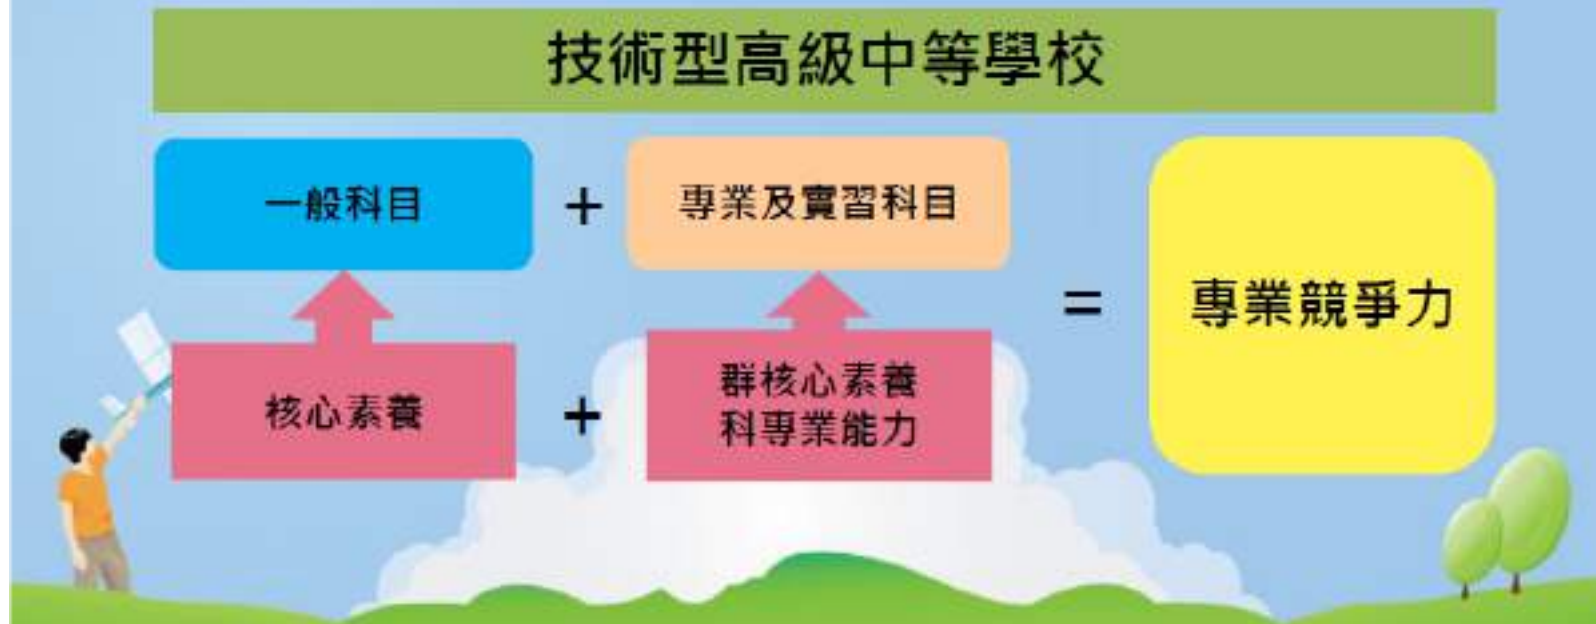 技術型高級中等學校
一般科目
+
專業及實習科目
=
專業競爭力
核心素養
+
群核心素養
科專業能力